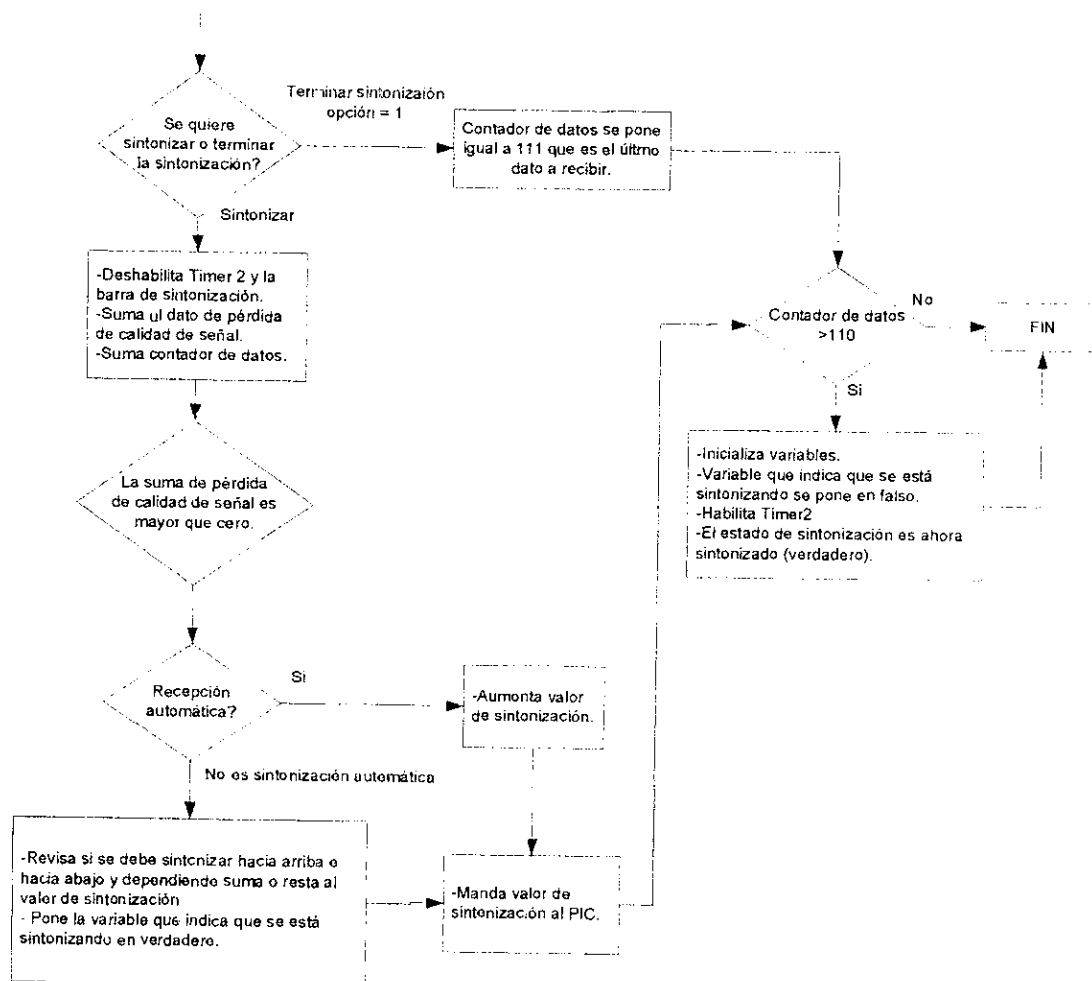 Se quiere
sintonizar o terminar
la sintonización?
Terminar sintonizaión
opción = 1
Contador de datos se pone
igual a 111 que es el últmo
dato a recibir.
Sintonizar
-Deshabilita Timer 2 y la
barra de sintonización.
-Suma ul dato de pérdida
de calidad de señal.
-Suma contador de datos.
Contador de datos
>110
No
FIN
Si
-Inicializa variables.
-Variable que indica que se está
sintonizando se pone en falso.
-Habilita Timer2
-El estado de sintonización es ahora
sintonizado (verdadero).
La suma de pérdida
de calidad de señal es
mayor que cero.
Recepción
automática?
Si
-Aumonta valor
de sintonización.
No es sintonización automática
-Revisa si se debe sintonizar hacia arriba o
hacia abajo y dependiendo suma o resta al
valor de sintonización
- Pone la variable que indica que se está
sintonizando en verdadero.
-Manda valor de
sintonización al PIC.